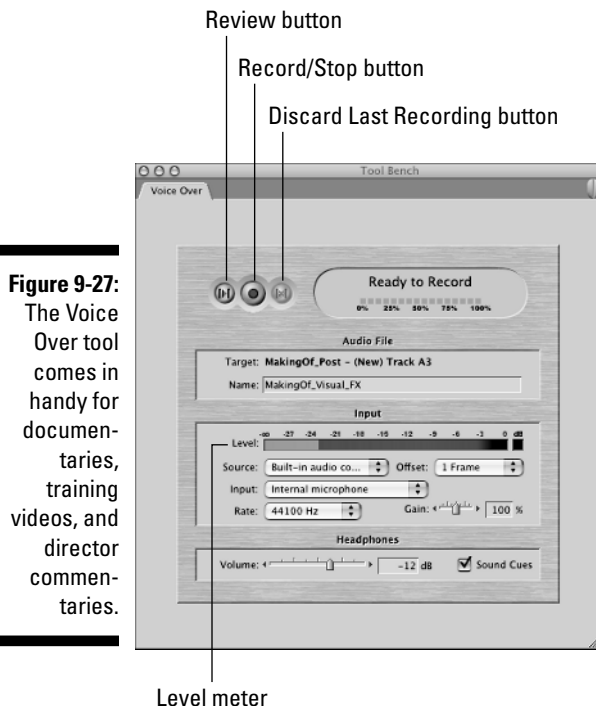 Review button
Record/Stop button
Discard Last Recording button
Tool Bench
Voice Over
Figure 9-27:
The Voice
Over tool
comes in
handy for
documen-
taries,
training
videos, and
director
commen-
taries.
Ready to Record
0% 25% 50% 75% 100%
Audio File
Target: MakingOf_Post - (New) Track A3
Name: MakingOf_Visual_FX
Input
-∞ -27 -24 -21 -18 -15 -12 -9 -6 -3 0 dB
Level:
Source: Built-in audio co... Offset: 1 Frame
Input: Internal microphone
Rate: 44100 Hz Gain: 100 %
Headphones
Volume: -12 dB Sound Cues
Level meter